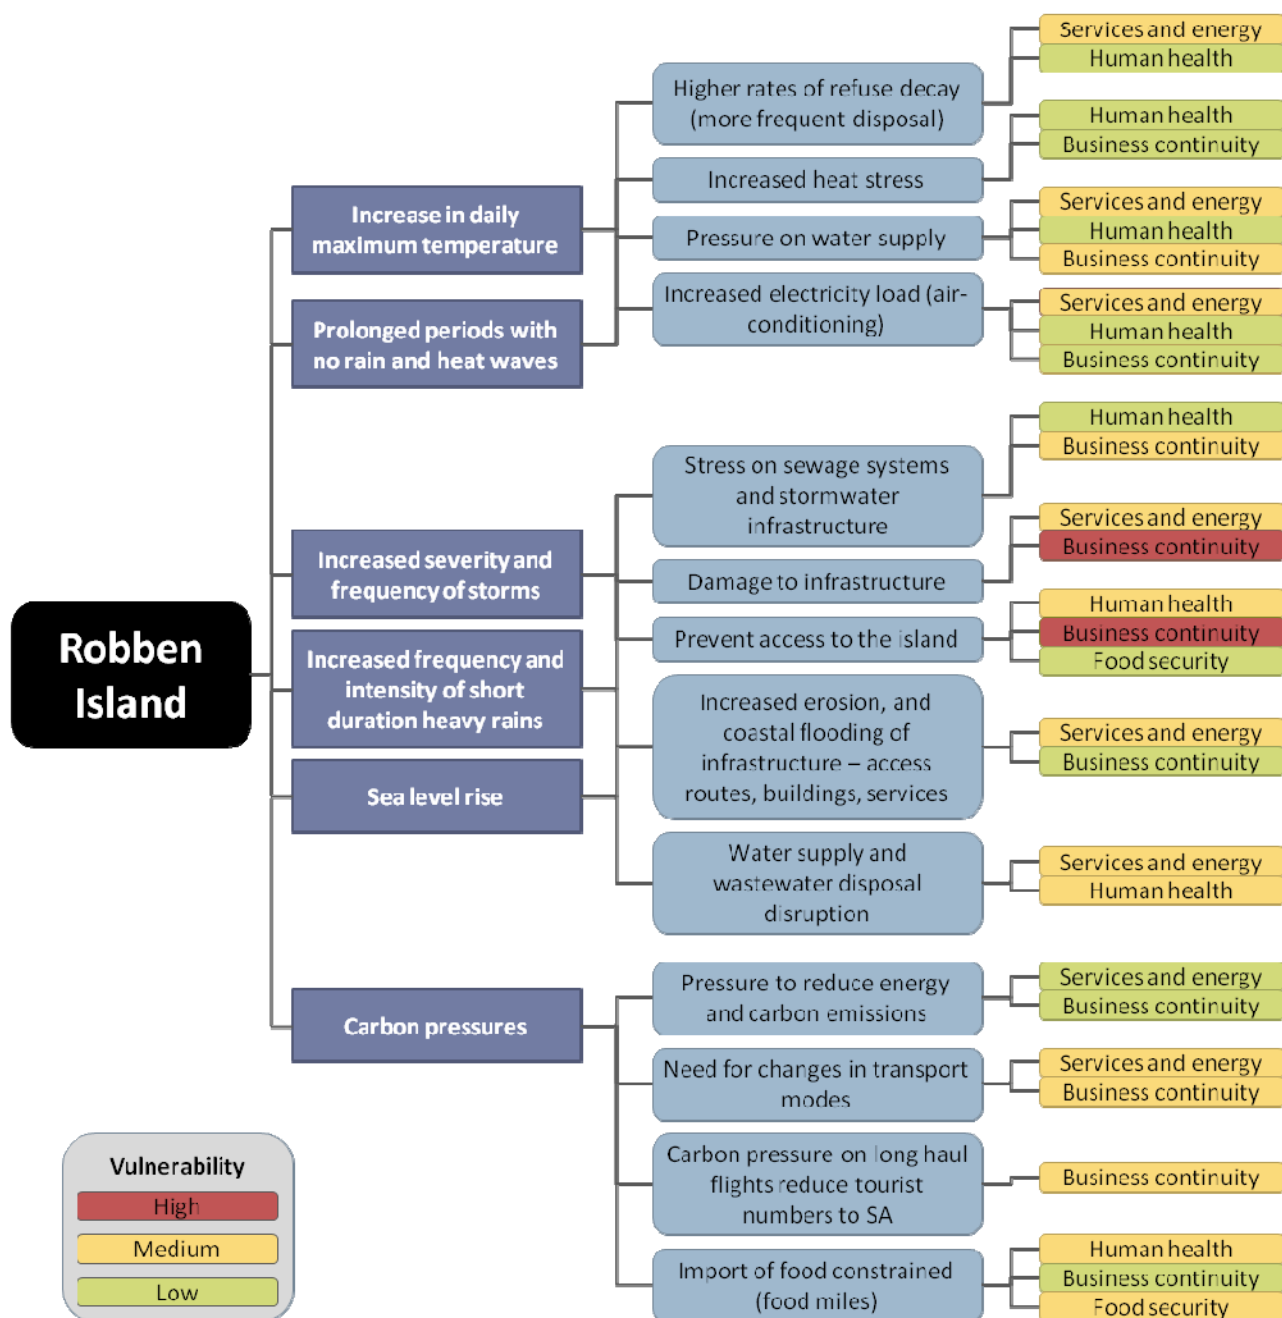 Robben
Island
Increase in daily
maximum temperature
Prolonged periods with
no rain and heat waves
Increased severity and
frequency of storms
Increased frequency and
intensity of short
duration heavy rains
Sea level rise
Carbon pressures
Higher rates of refuse decay
(more frequent disposal)
Services and energy
Human health
Increased heat stress
Human health
Business continuity
Pressure on water supply
Services and energy
Human health
Business continuity
Increased electricity load (air-
conditioning)
Services and energy
Human health
Business continuity
Stress on sewage systems
and stormwater
infrastructure
Human health
Business continuity
Damage to infrastructure
Services and energy
Business continuity
Prevent access to the island
Human health
Business continuity
Food security
Increased erosion, and
coastal flooding of
infrastructure – access
routes, buildings, services
Services and energy
Business continuity
Water supply and
wastewater disposal
disruption
Services and energy
Human health
Pressure to reduce energy
and carbon emissions
Services and energy
Business continuity
Need for changes in transport
modes
Services and energy
Business continuity
Carbon pressure on long haul
flights reduce tourist
numbers to SA
Business continuity
Import of food constrained
(food miles)
Human health
Business continuity
Food security
Vulnerability
High
Medium
Low